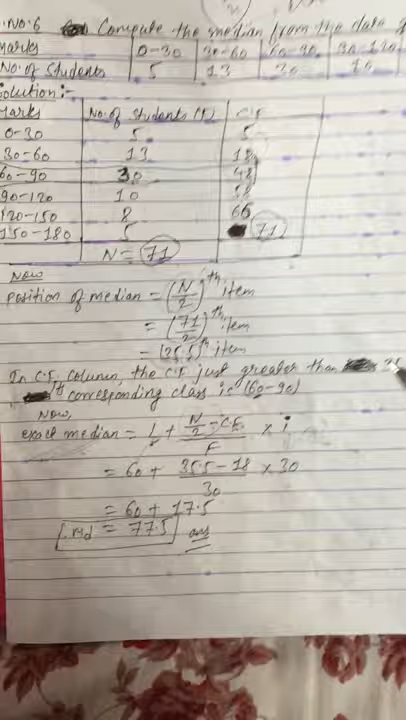 .No.6 Compute the median from the data
Marks 0-30 30-60 60-90 90-120
No. of Students 5 13 30 10
Solution:-
Marks No. of Students (f) C.F
0-30 5 5
30-60 13 18
60-90 30 48
90-120 10 58
120-150 8 66
150-180 5 71
N = 71
Now
position of median = (N/2)th item
= (71/2)th item
= (35.5)th item
In C.F. column, the C.F just greater than 35
corresponding class is (60-90)
Now,
exact median = L + N/2 - C.F. / F × i
= 60 + 35.5-18 / 30 × 30
= 60 + 17.5
Md = 77.5 ans